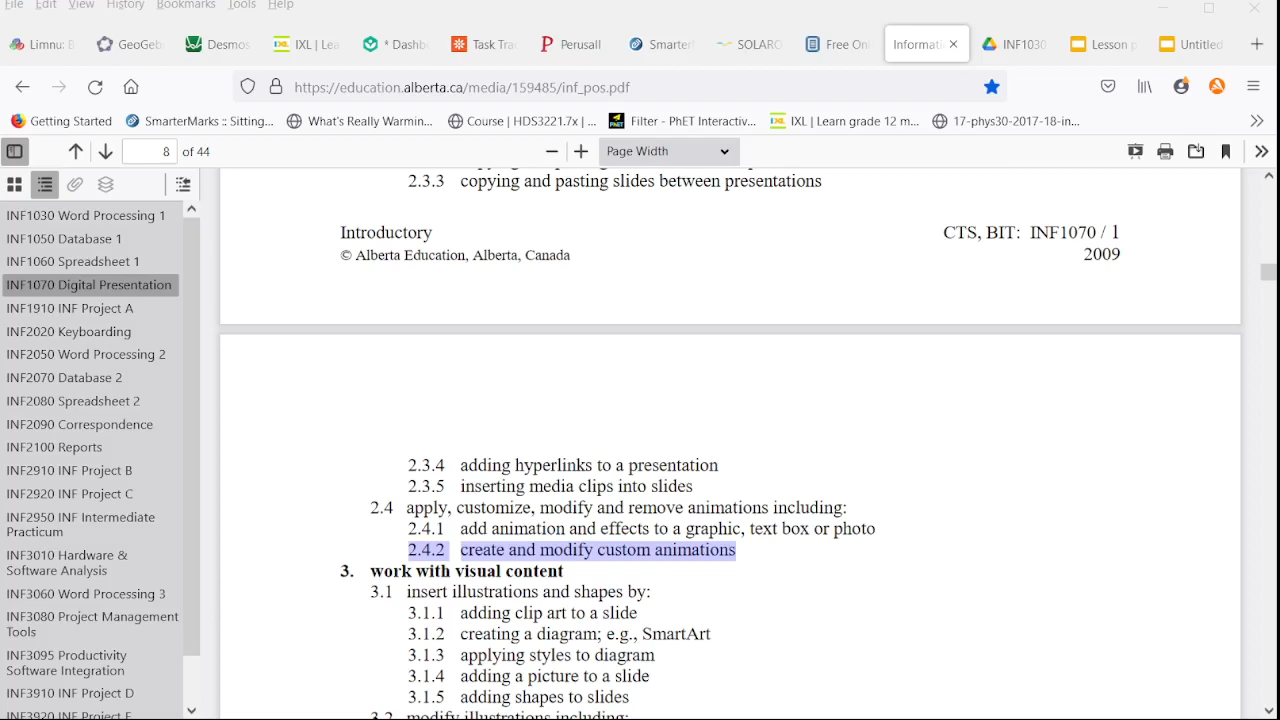 File Edit View History Bookmarks Tools Help
Limnu: B GeoGeb Desmos IXL | Lea * Dashb Task Tra Perusall Smarter SOLARO Free Onl Informati INF1030 Lesson p Untitled
https://education.alberta.ca/media/159485/inf_pos.pdf
Getting Started SmarterMarks :: Sitting... What's Really Warmin... Course | HDS3221.7x | ... Filter - PhET Interactiv... IXL | Learn grade 12 m... 17-phys30-2017-18-in...
8 of 44 Page Width
INF1030 Word Processing 1
INF1050 Database 1
INF1060 Spreadsheet 1
INF1070 Digital Presentation
INF1910 INF Project A
INF2020 Keyboarding
INF2050 Word Processing 2
INF2070 Database 2
INF2080 Spreadsheet 2
INF2090 Correspondence
INF2100 Reports
INF2910 INF Project B
INF2920 INF Project C
INF2950 INF Intermediate
Practicum
INF3010 Hardware &
Software Analysis
INF3060 Word Processing 3
INF3080 Project Management
Tools
INF3095 Productivity
Software Integration
INF3910 INF Project D
INF3920 INF Project E
2.3.3 copying and pasting slides between presentations
Introductory CTS, BIT: INF1070 / 1
© Alberta Education, Alberta, Canada 2009
2.3.4 adding hyperlinks to a presentation
2.3.5 inserting media clips into slides
2.4 apply, customize, modify and remove animations including:
2.4.1 add animation and effects to a graphic, text box or photo
2.4.2 create and modify custom animations
3. work with visual content
3.1 insert illustrations and shapes by:
3.1.1 adding clip art to a slide
3.1.2 creating a diagram; e.g., SmartArt
3.1.3 applying styles to diagram
3.1.4 adding a picture to a slide
3.1.5 adding shapes to slides
3.2 modify illustrations including: